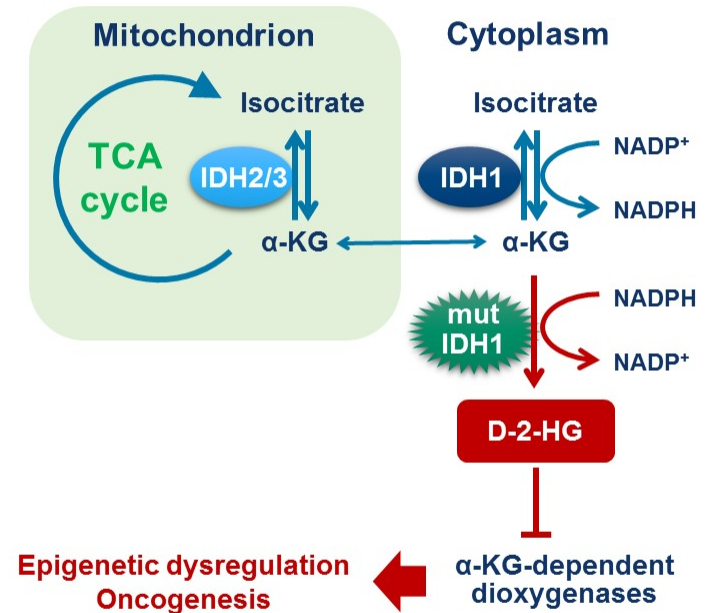 Mitochondrion
Cytoplasm
Isocitrate
TCA
cycle
IDH2/3
α-KG
Isocitrate
IDH1
NADP⁺
NADPH
α-KG
mut
IDH1
NADPH
NADP⁺
D-2-HG
α-KG-dependent
dioxygenases
Epigenetic dysregulation
Oncogenesis